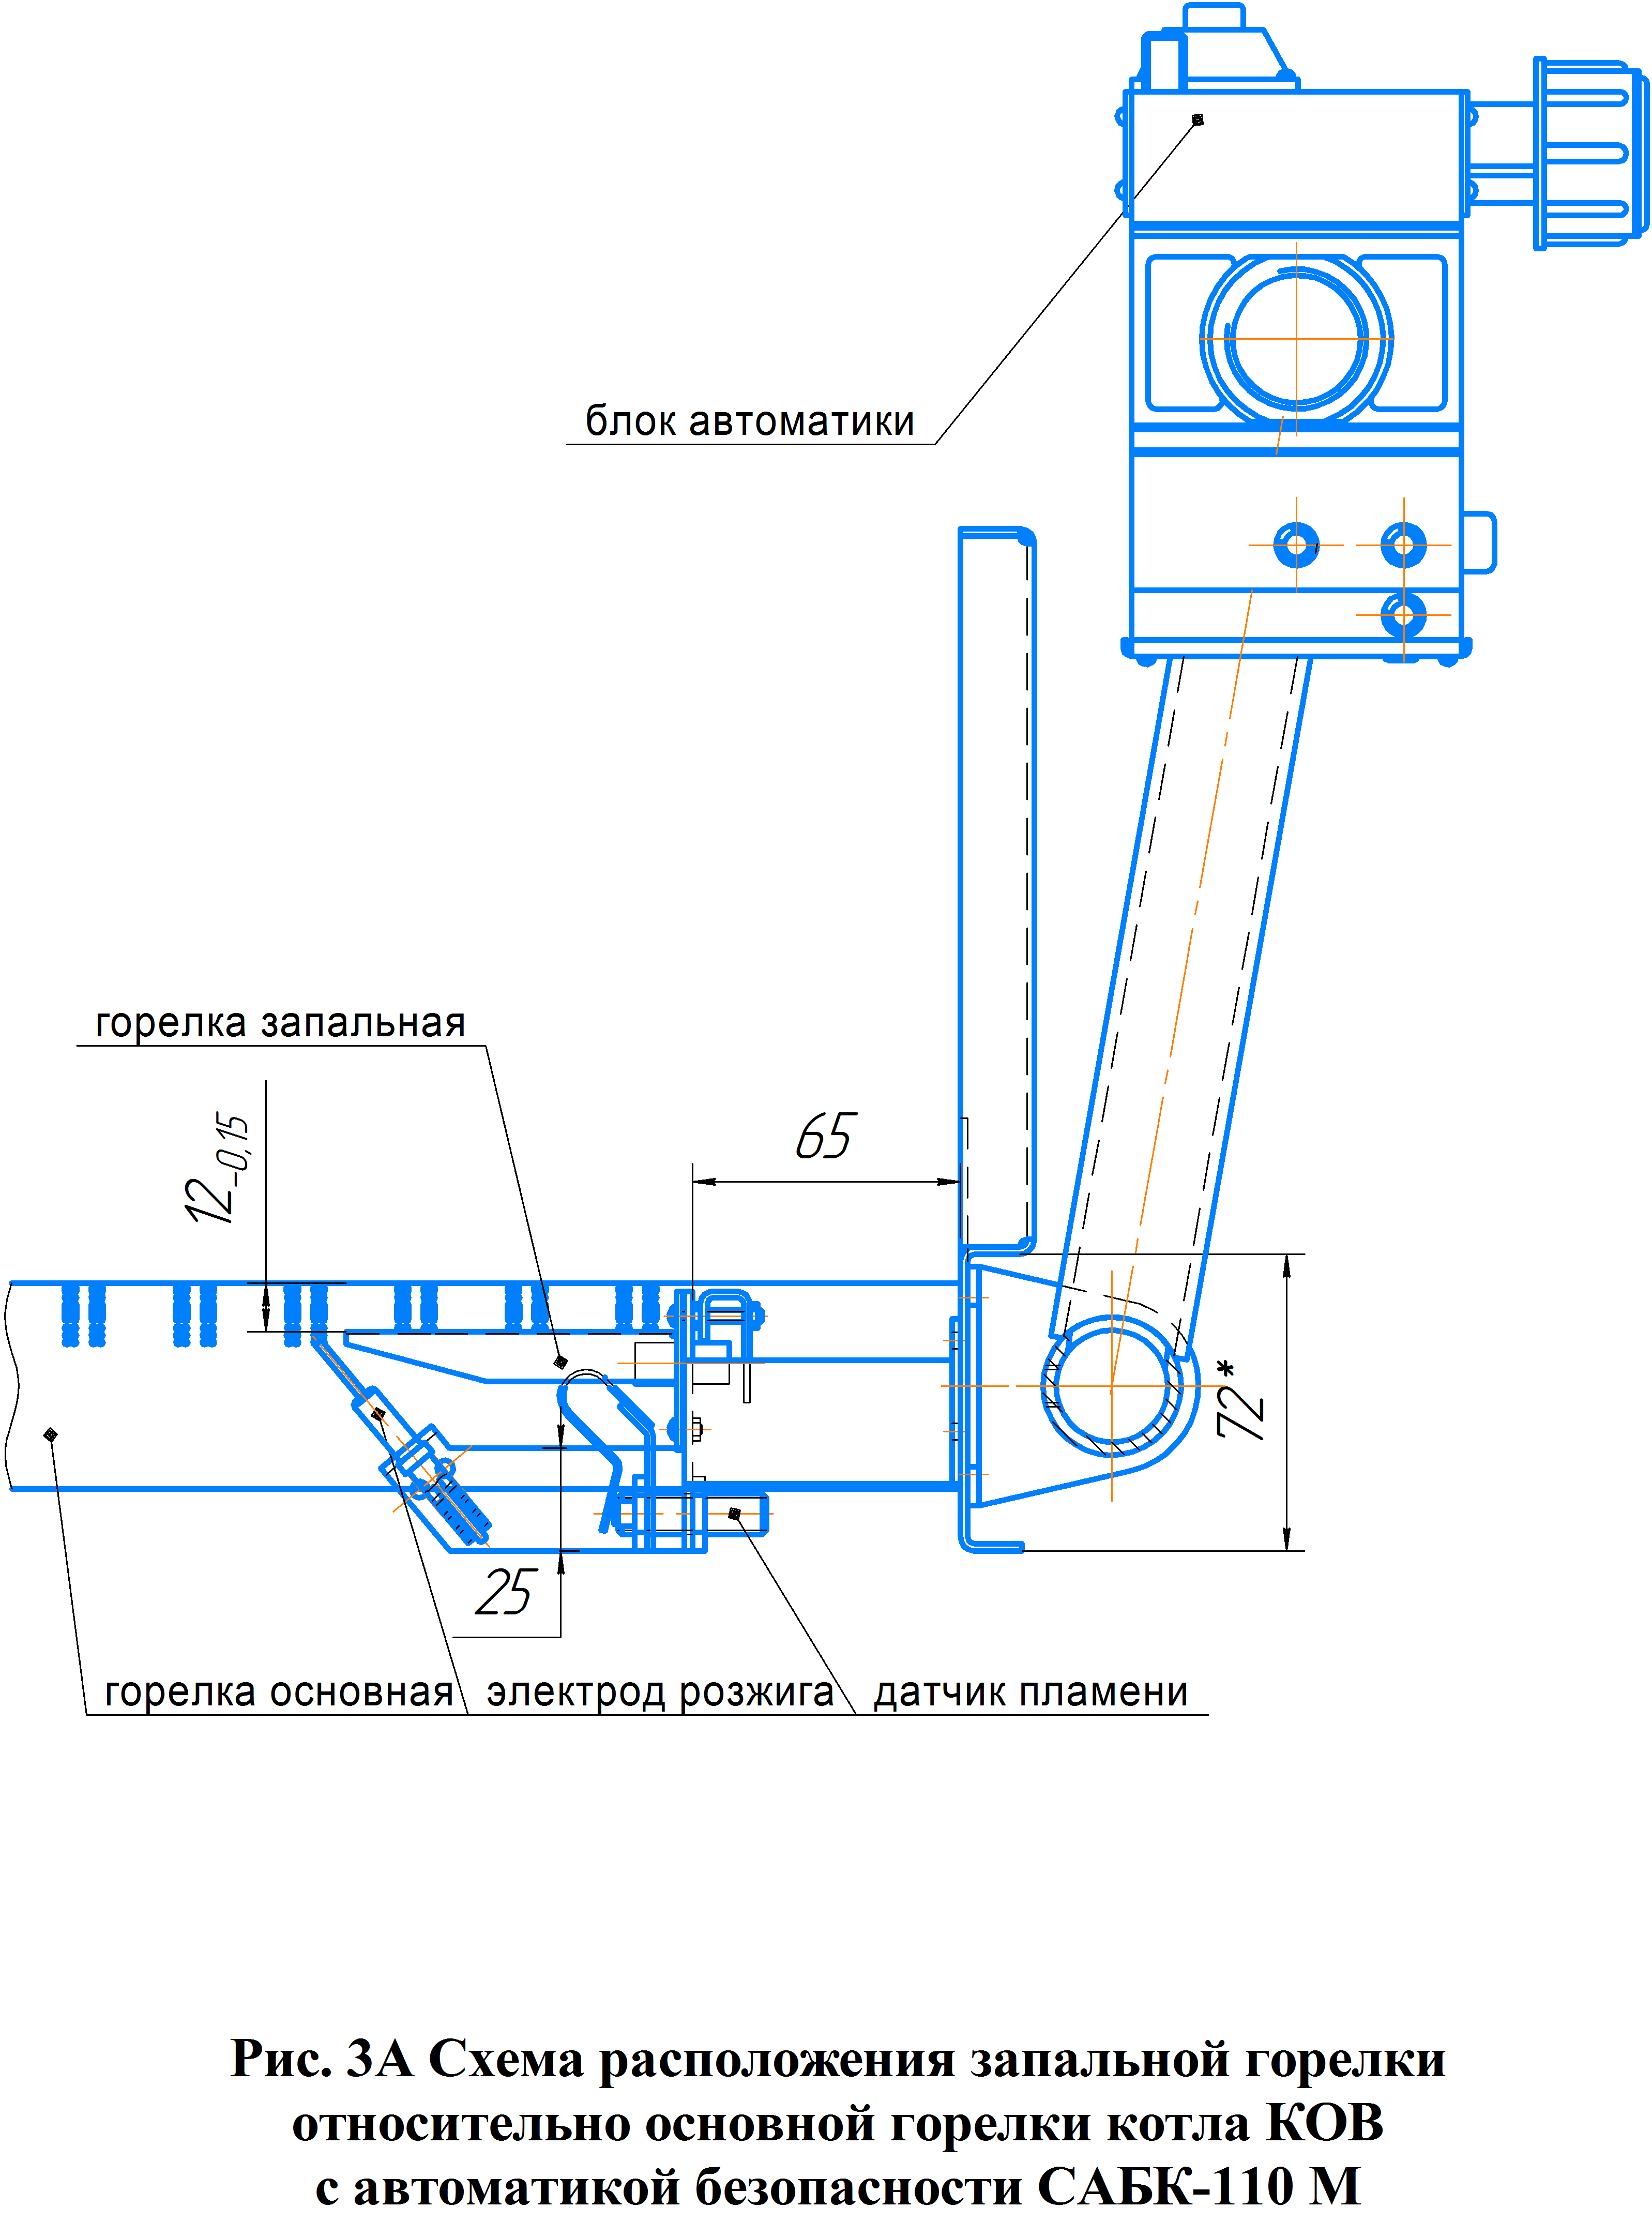 блок автоматики
горелка запальная
12-0,15
65
72*
25
горелка основная
электрод розжига
датчик пламени
Рис. 3А Схема расположения запальной горелки
относительно основной горелки котла КОВ
с автоматикой безопасности САБК-110 М